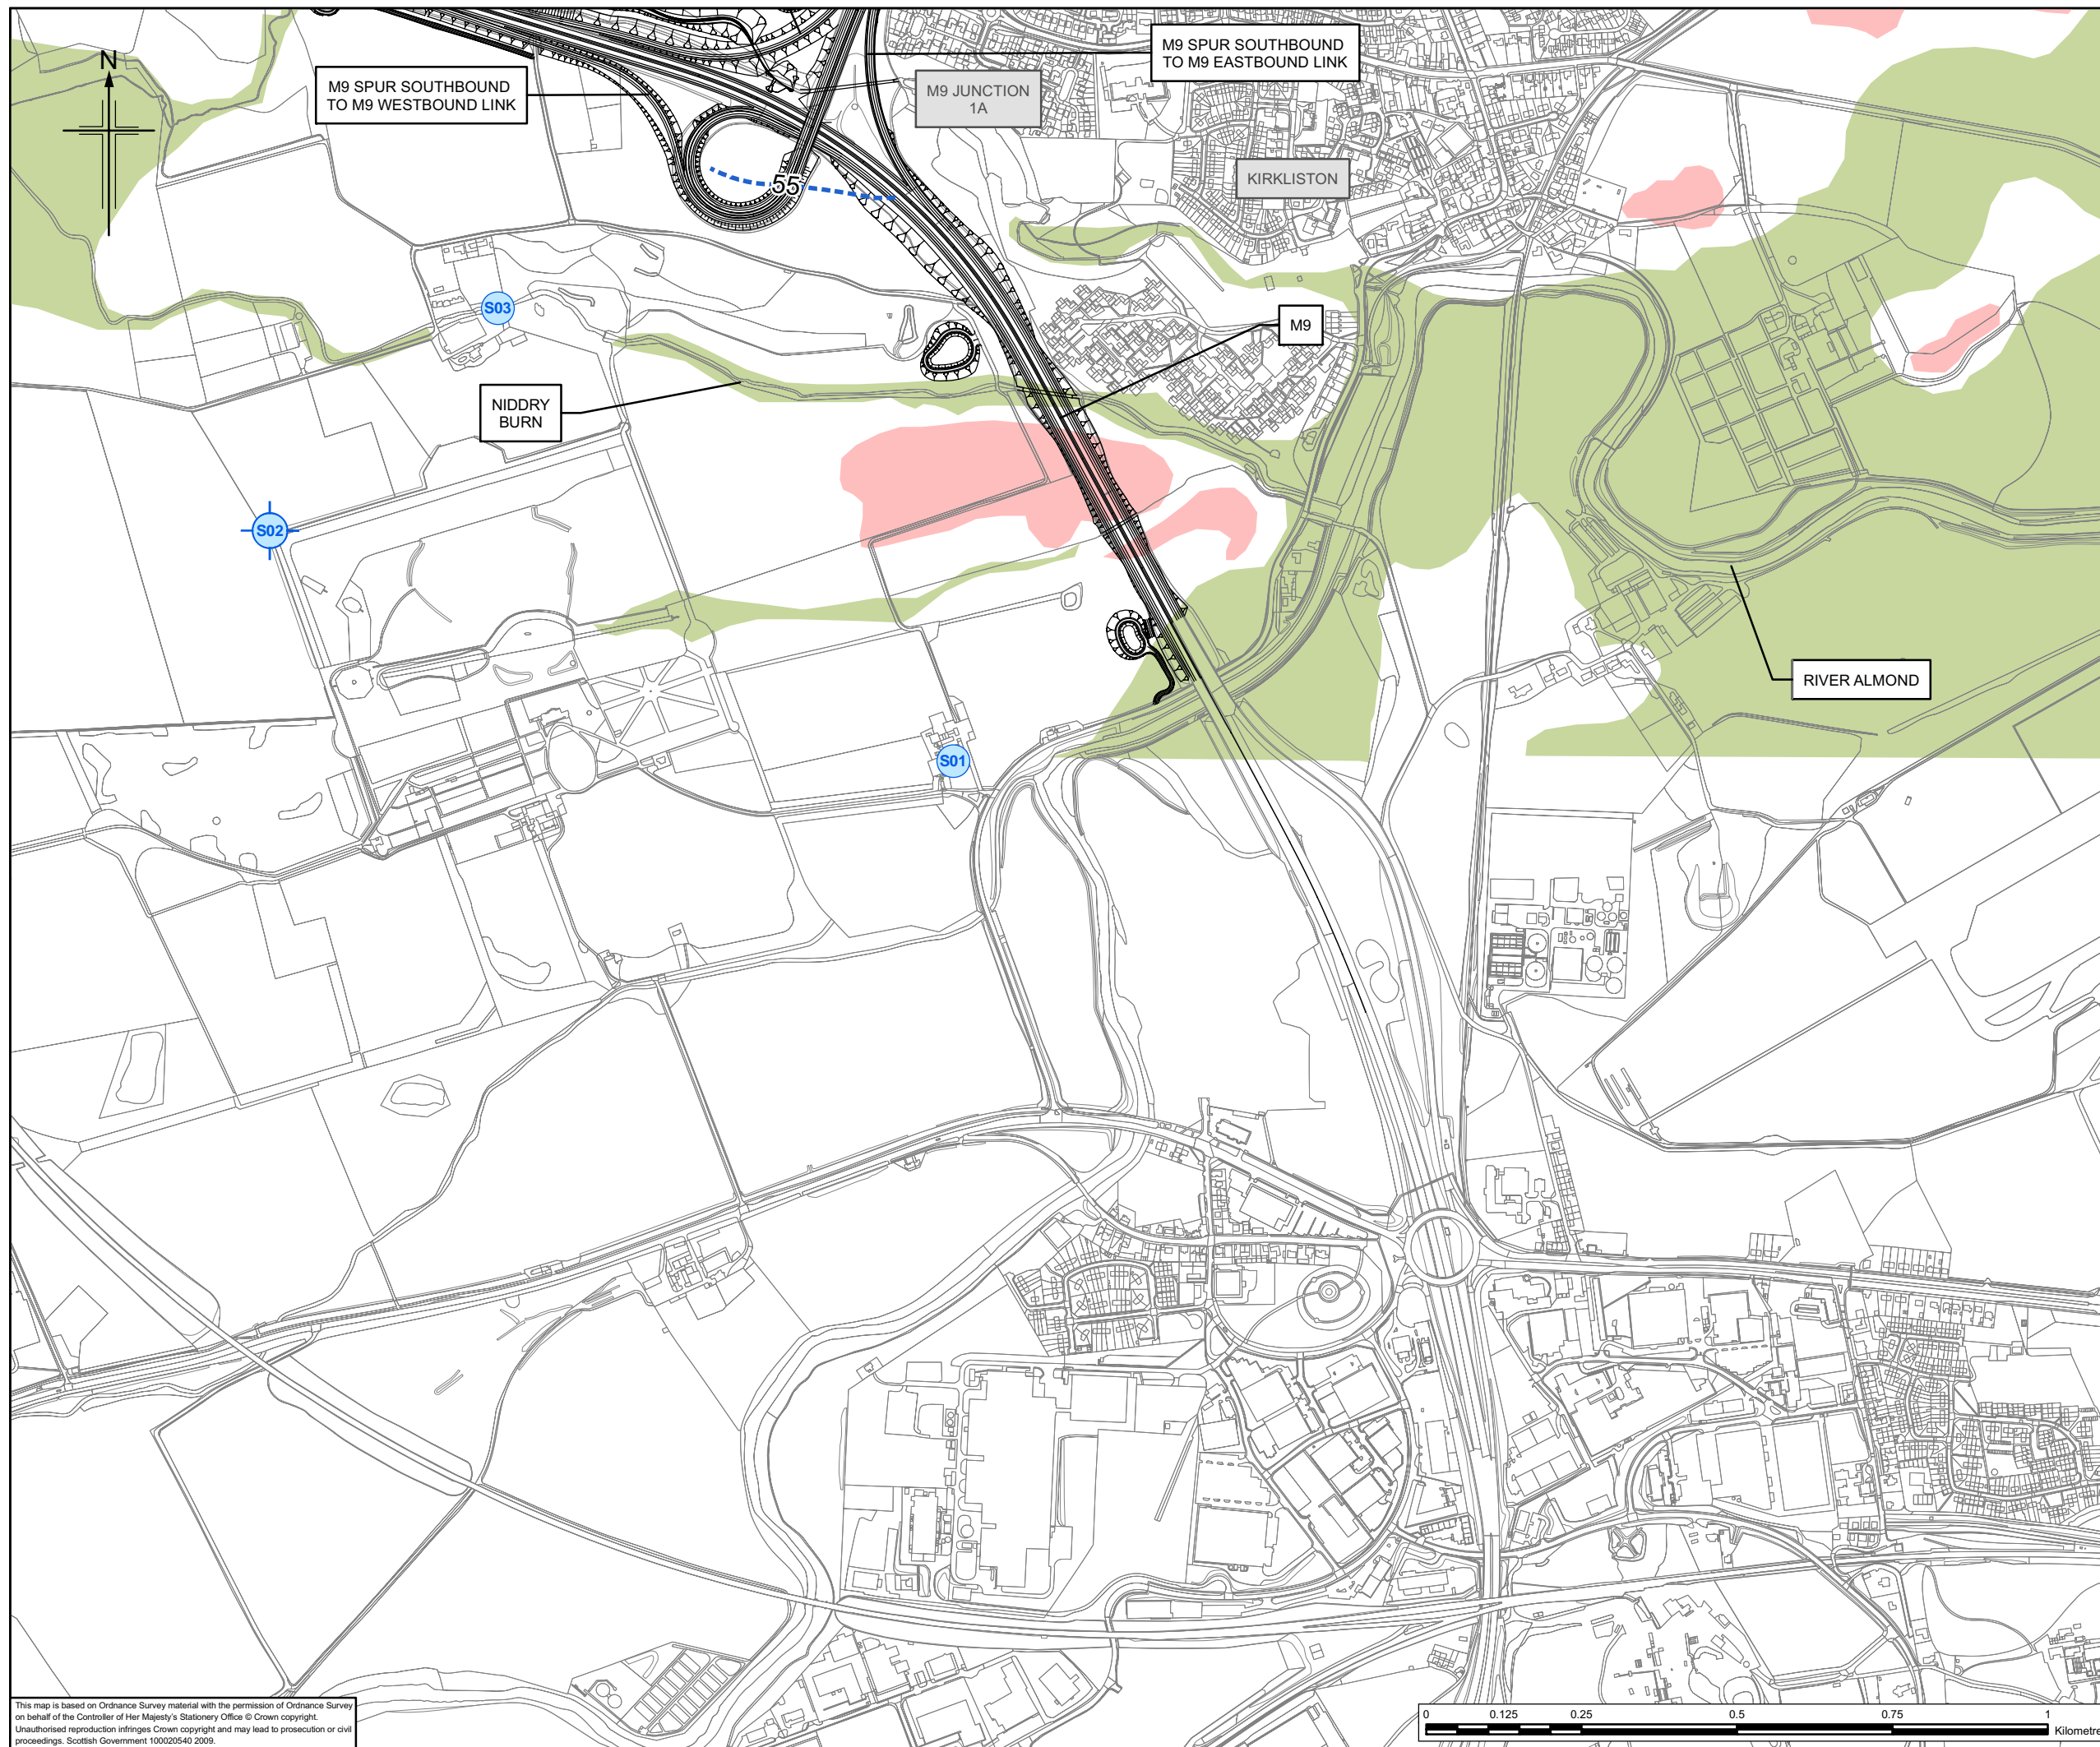 M9 SPUR SOUTHBOUND
TO M9 EASTBOUND LINK
N
M9 SPUR SOUTHBOUND
TO M9 WESTBOUND LINK
M9 JUNCTION
1A
55
KIRKLISTON
S03
M9
NIDDRY
BURN
S02
RIVER ALMOND
S01
This map is based on Ordnance Survey material with the permission of Ordnance Survey
on behalf of the Controller of Her Majesty's Stationery Office © Crown copyright.
Unauthorised reproduction infringes Crown copyright and may lead to prosecution or civil
proceedings. Scottish Government 100020540 2009.
0 0.125 0.25 0.5 0.75 1
Kilometre